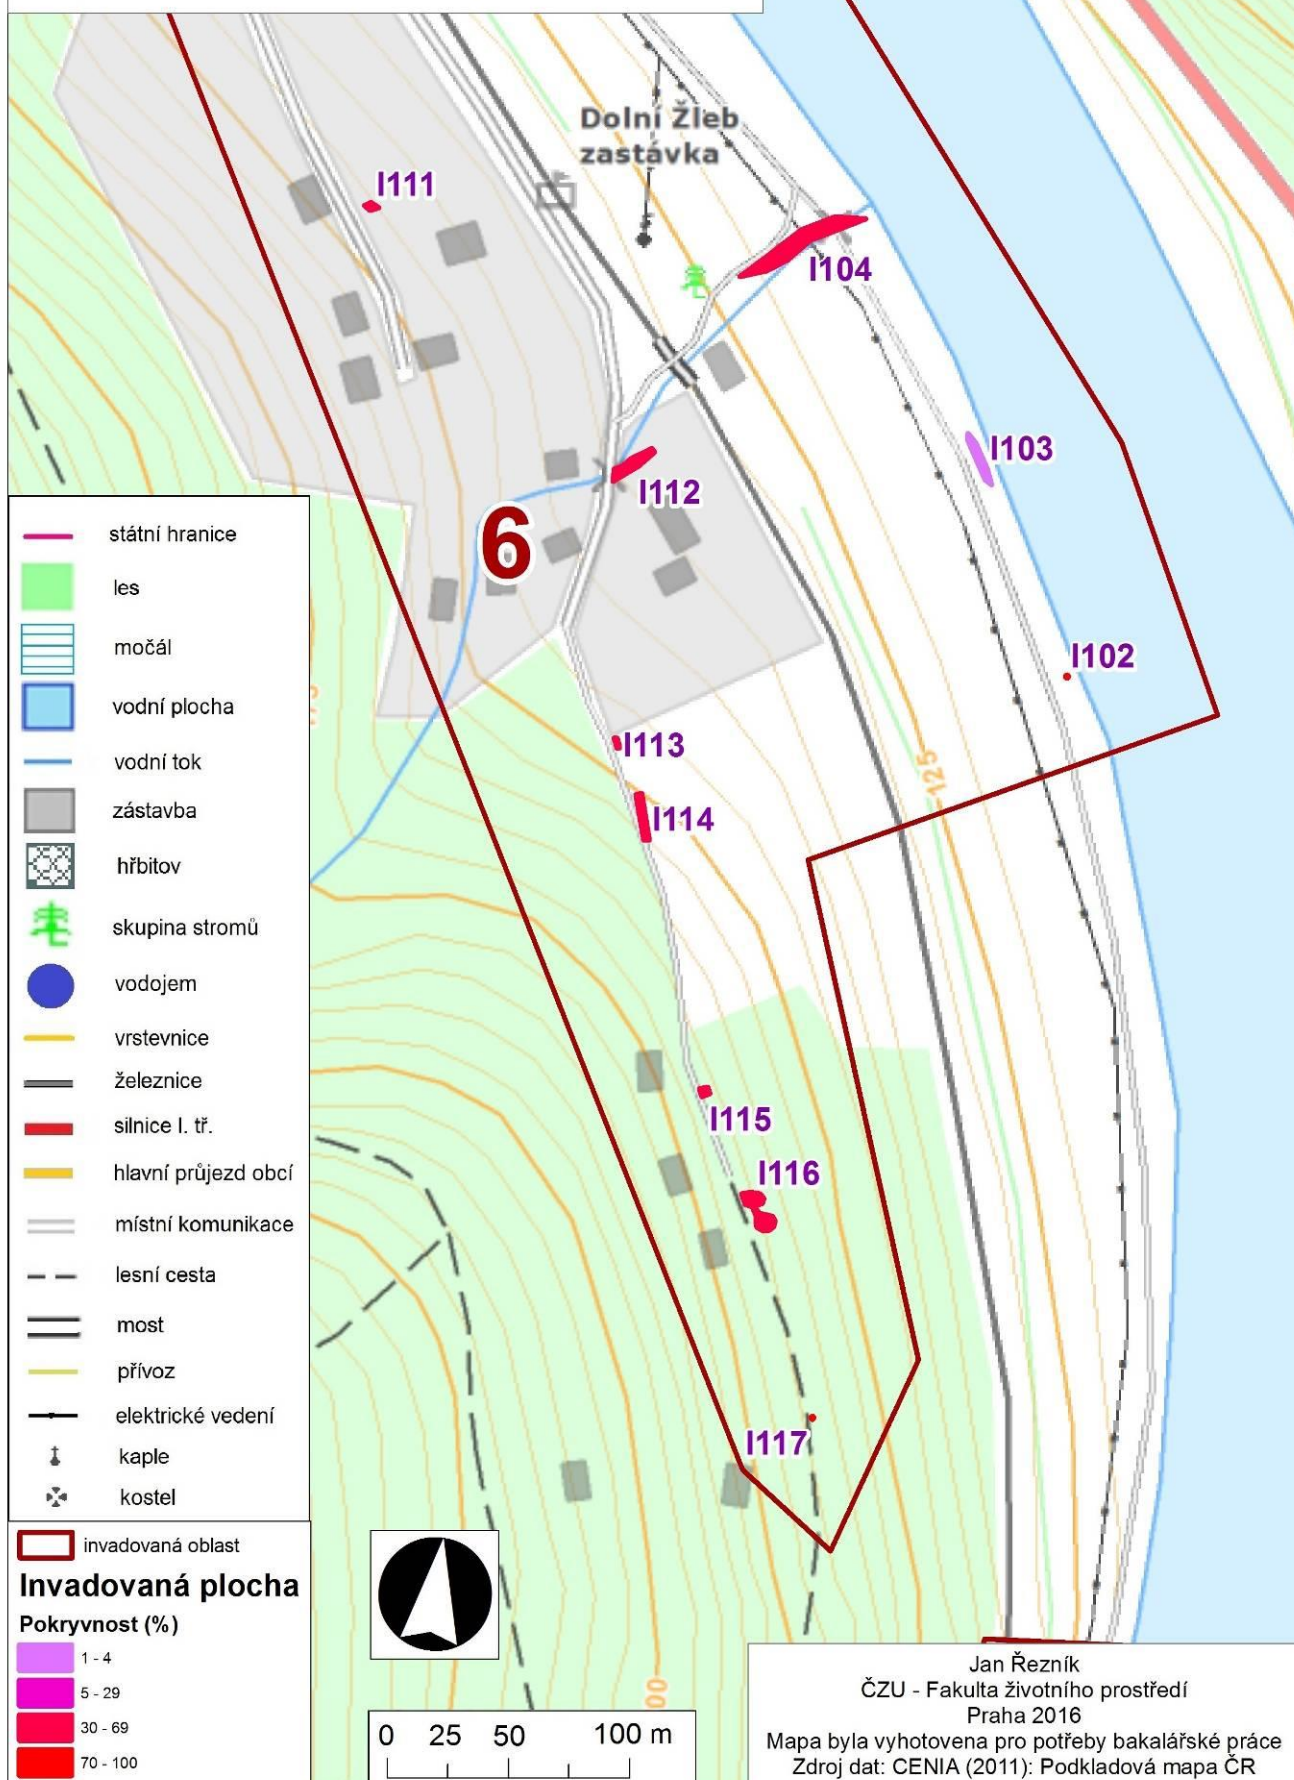 Dolní Žleb
zastávka
I111
I104
I103
I112
6
I102
I113
I114
125
I115
I116
I117
státní hranice
les
močál
vodní plocha
vodní tok
zástavba
hřbitov
skupina stromů
vodojem
vrstevnice
železnice
silnice I. tř.
hlavní průjezd obcí
místní komunikace
lesní cesta
most
přívoz
elektrické vedení
kaple
kostel
invadovaná oblast
Invadovaná plocha
Pokryvnost (%)
1 - 4
5 - 29
30 - 69
70 - 100
0 25 50 100 m
Jan Řezník
ČZU - Fakulta životního prostředí
Praha 2016
Mapa byla vyhotovena pro potřeby bakalářské práce
Zdroj dat: CENIA (2011): Podkladová mapa ČR